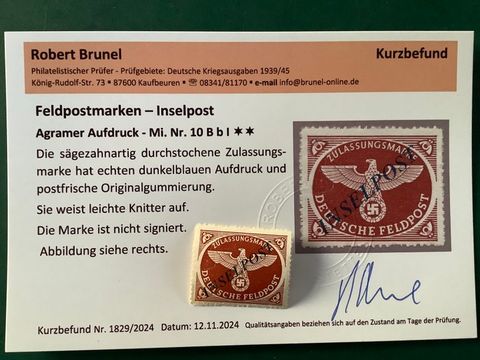 Robert Brunel Kurzbefund
Philatelistischer Prüfer - Prüfgebiete: Deutsche Kriegsausgaben 1939/45
König-Rudolf-Str. 73 ▪ 87600 Kaufbeuren ▪ ☏ 08341/81170 ▪ e-mail info@brunel-online.de
Feldpostmarken – Inselpost
Agramer Aufdruck - Mi. Nr. 10 B b I ✶✶
Die sägezahnartig durchstochene Zulassungs-
marke hat echten dunkelblauen Aufdruck und
postfrische Originalgummierung.
Sie weist leichte Knitter auf.
Die Marke ist nicht signiert.
Abbildung siehe rechts.
ZULASSUNGSMARKE
INSELPOST
DEUTSCHE FELDPOST
ZULASSUNGSMARKE
INSELPOST
DEUTSCHE FELDPOST
Kurzbefund Nr. 1829/2024 Datum: 12.11.2024 Qualitätsangaben beziehen sich auf den Zustand am Tage der Prüfung.